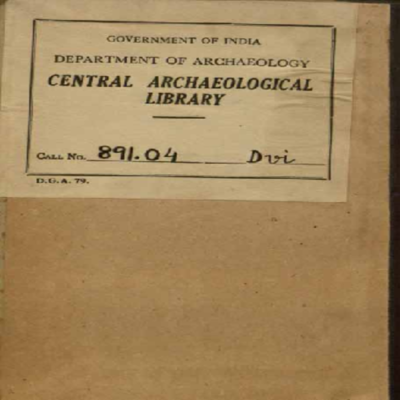 GOVERNMENT OF INDIA
DEPARTMENT OF ARCHAEOLOGY
CENTRAL ARCHAEOLOGICAL
LIBRARY
CALL No. 891.04 Dvi
D.G.A. 79.